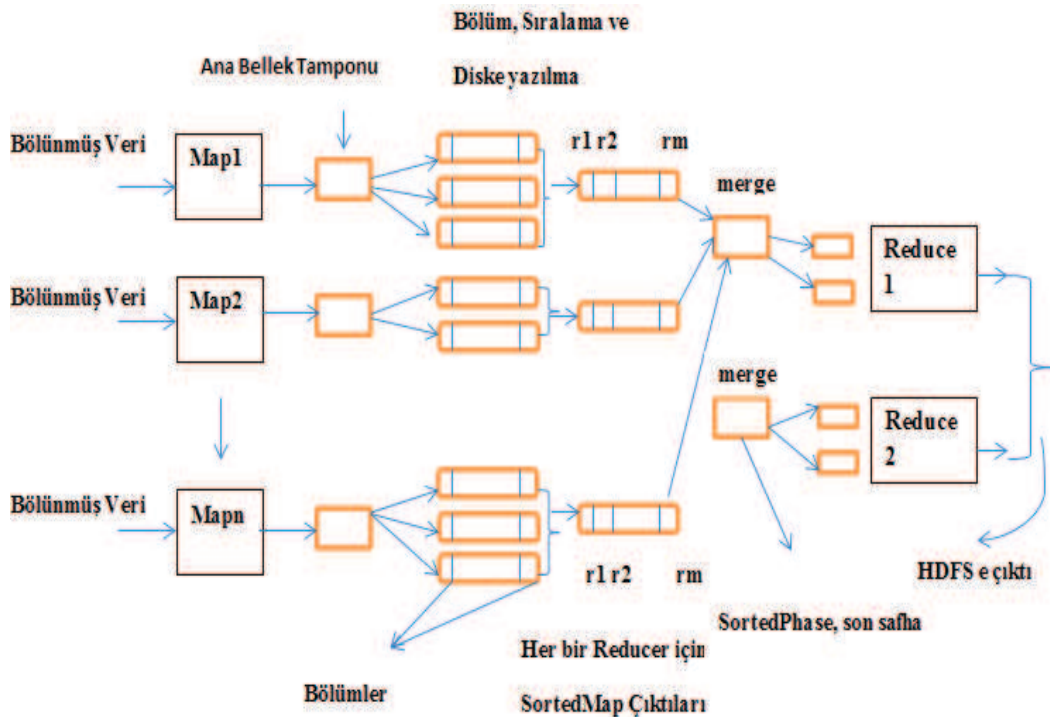 Bölüm, Sıralama ve
Diske yazılma
Ana Bellek Tamponu
Bölünmüş Veri
Map1
r1 r2 rm
merge
Reduce
1
Bölünmüş Veri
Map2
merge
Reduce
2
Bölünmüş Veri
Mapn
r1 r2 rm
HDFS e çıktı
SortedPhase, son safha
Her bir Reducer için
SortedMap Çıktıları
Bölümler